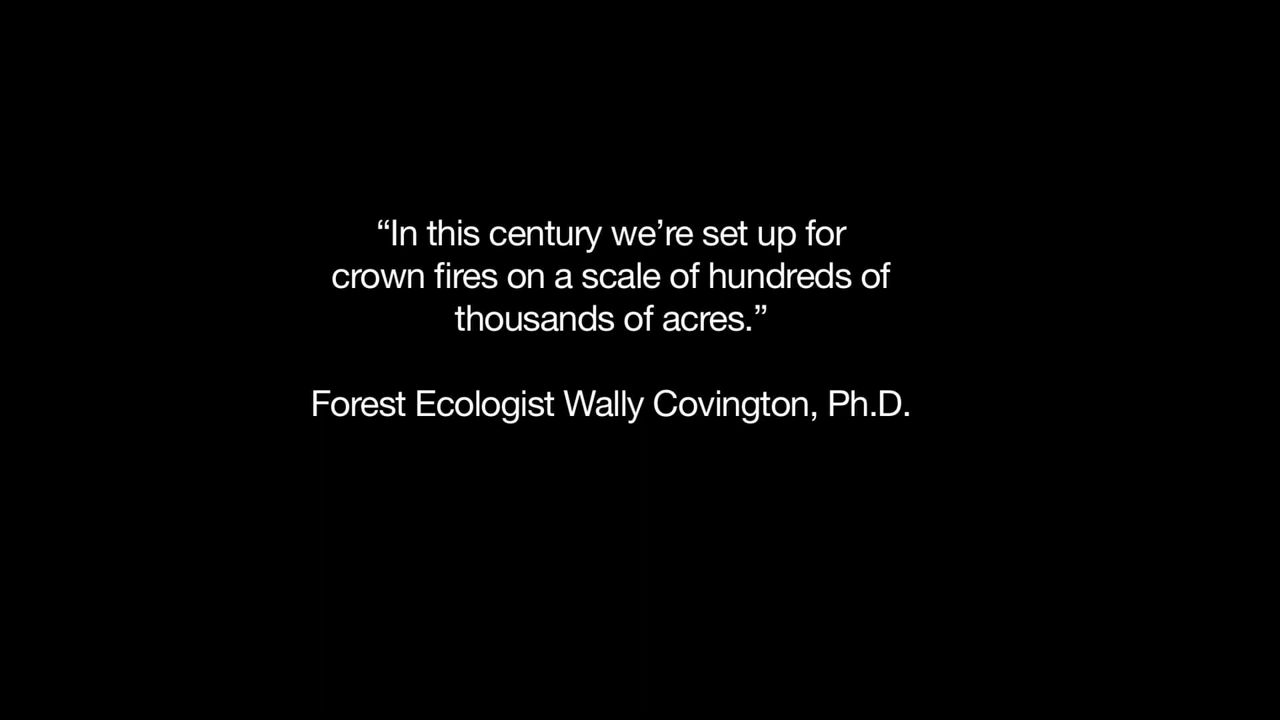 “In this century we’re set up for
crown fires on a scale of hundreds of
thousands of acres.”
Forest Ecologist Wally Covington, Ph.D.